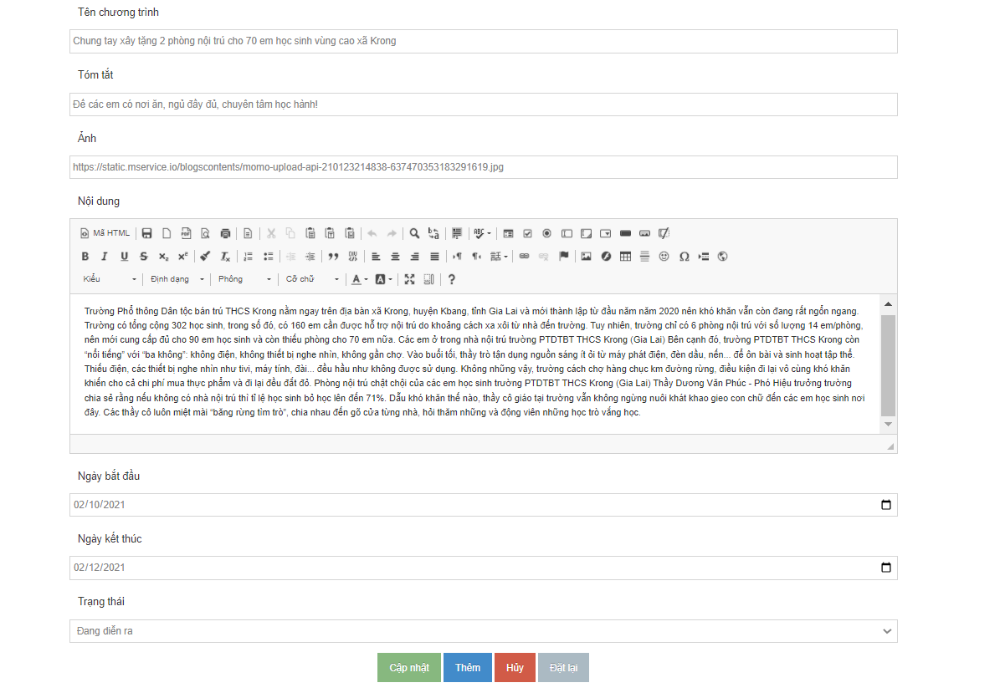 Tên chương trình
Chung tay xây tặng 2 phòng nội trú cho 70 em học sinh vùng cao xã Krong
Tóm tắt
Để các em có nơi ăn, ngủ đầy đủ, chuyên tâm học hành!
Ảnh
https://static.mservice.io/blogscontents/momo-upload-api-210123214838-637470353183291619.jpg
Nội dung
Mã HTML
Kiểu Định dạng Phông Cỡ chữ
Trường Phổ thông Dân tộc bán trú THCS Krong nằm ngay trên địa bàn xã Krong, huyện Kbang, tỉnh Gia Lai và mới thành lập từ đầu năm năm 2020 nên khó khăn vẫn còn đang rất ngổn ngang.
Trường có tổng cộng 302 học sinh, trong số đó, có 160 em cần được hỗ trợ nội trú do khoảng cách xa xôi từ nhà đến trường. Tuy nhiên, trường chỉ có 6 phòng nội trú với số lượng 14 em/phòng,
nên mới cung cấp đủ cho 90 em học sinh và còn thiếu phòng cho 70 em nữa. Các em ở trong nhà nội trú trường PTDTBT THCS Krong (Gia Lai) Bên cạnh đó, trường PTDTBT THCS Krong còn
“nổi tiếng” với “ba không”: không điện, không thiết bị nghe nhìn, không gần chợ. Vào buổi tối, thầy trò tận dụng nguồn sáng ít ỏi từ máy phát điện, đèn dầu, nến... để ôn bài và sinh hoạt tập thể.
Thiếu điện, các thiết bị nghe nhìn như tivi, máy tính, đài... đều hầu như không được sử dụng. Không những vậy, trường cách chợ hàng chục km đường rừng, điều kiện đi lại vô cùng khó khăn
khiến cho cả chi phí mua thực phẩm và đi lại đều đắt đỏ. Phòng nội trú chật chội của các em học sinh trường PTDTBT THCS Krong (Gia Lai) Thầy Dương Văn Phúc - Phó Hiệu trưởng trường
chia sẻ rằng nếu không có nhà nội trú thì tỉ lệ học sinh bỏ học lên đến 71%. Dẫu khó khăn thế nào, thầy cô giáo tại trường vẫn không ngừng nuôi khát khao gieo con chữ đến các em học sinh nơi
đây. Các thầy cô luôn miệt mài “băng rừng tìm trò”, chia nhau đến gõ cửa từng nhà, hỏi thăm những và động viên những học trò vắng học.
Ngày bắt đầu
02/10/2021
Ngày kết thúc
02/12/2021
Trạng thái
Đang diễn ra
Cập nhật Thêm Hủy Đặt lại